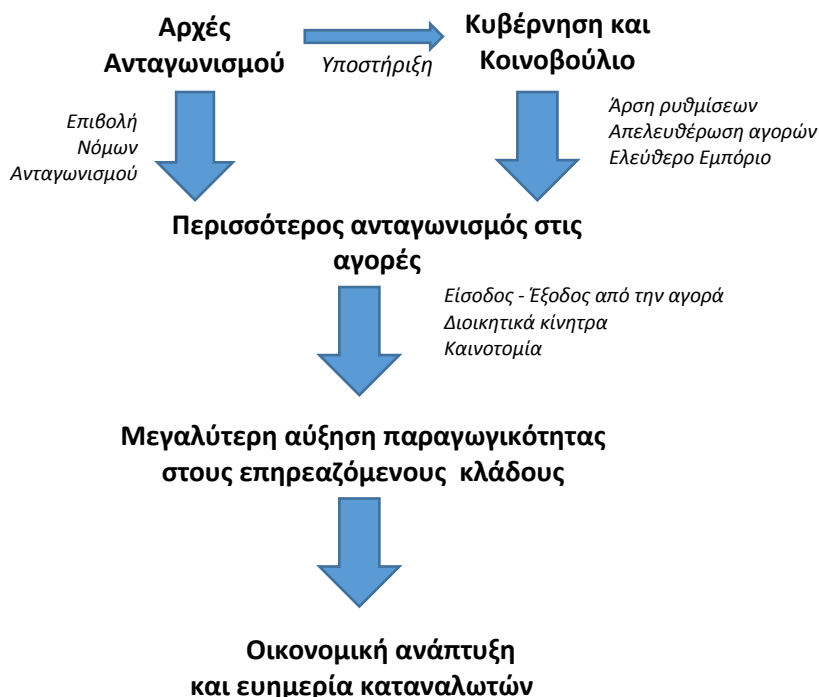 Αρχές
Ανταγωνισμού
Υποστήριξη
Κυβέρνηση και
Κοινοβούλιο
Επιβολή
Νόμων
Ανταγωνισμού
Άρση ρυθμίσεων
Απελευθέρωση αγορών
Ελεύθερο Εμπόριο
Περισσότερος ανταγωνισμός στις
αγορές
Είσοδος - Έξοδος από την αγορά
Διοικητικά κίνητρα
Καινοτομία
Μεγαλύτερη αύξηση παραγωγικότητας
στους επηρεαζόμενους κλάδους
Οικονομική ανάπτυξη
και ευημερία καταναλωτών